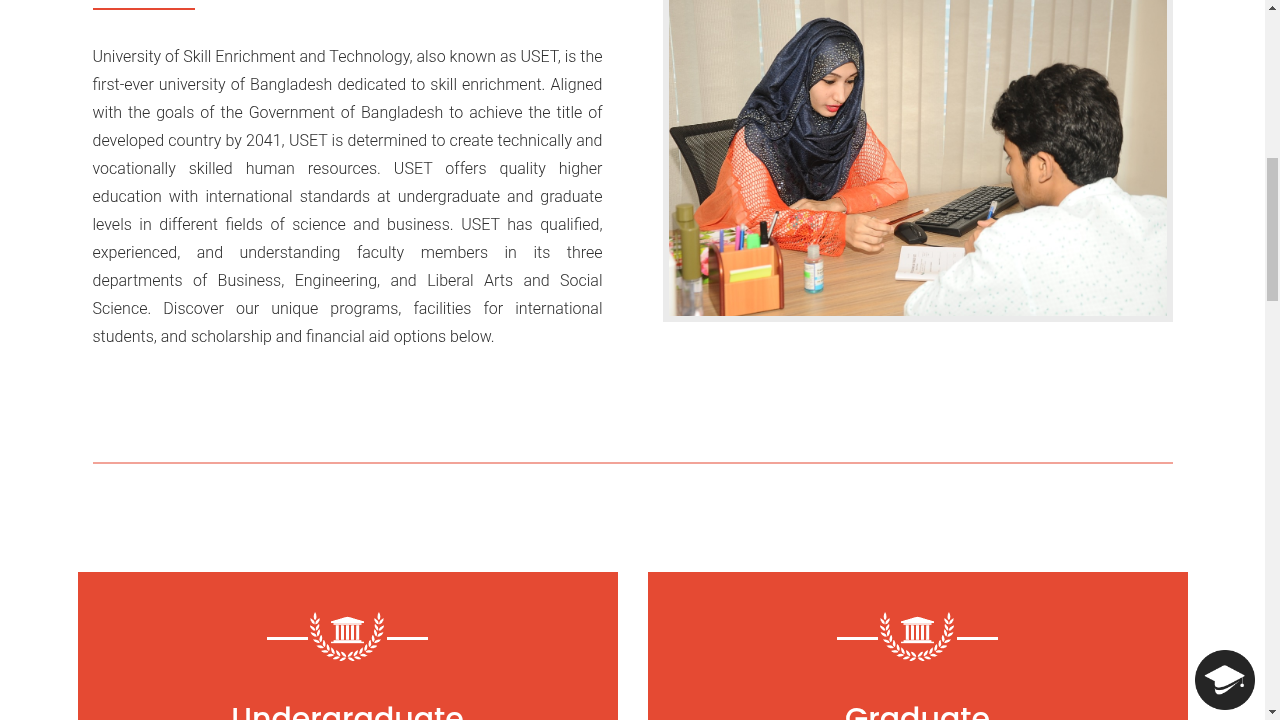 University of Skill Enrichment and Technology, also known as USET, is the
first-ever university of Bangladesh dedicated to skill enrichment. Aligned
with the goals of the Government of Bangladesh to achieve the title of
developed country by 2041, USET is determined to create technically and
vocationally skilled human resources. USET offers quality higher
education with international standards at undergraduate and graduate
levels in different fields of science and business. USET has qualified,
experienced, and understanding faculty members in its three
departments of Business, Engineering, and Liberal Arts and Social
Science. Discover our unique programs, facilities for international
students, and scholarship and financial aid options below.
Undergraduate
Graduate